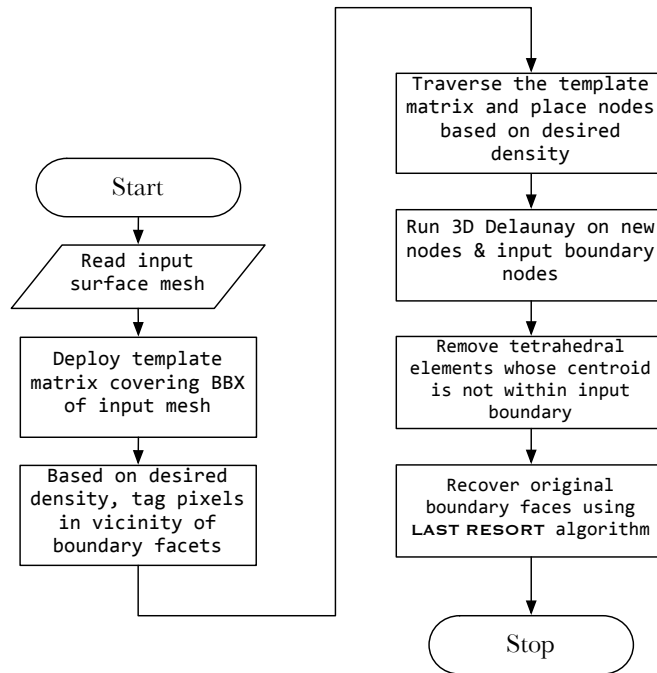 Start
Read input
surface mesh
Deploy template
matrix covering BBX
of input mesh
Based on desired
density, tag pixels
in vicinity of
boundary facets
Traverse the template
matrix and place nodes
based on desired
density
Run 3D Delaunay on new
nodes & input boundary
nodes
Remove tetrahedral
elements whose centroid
is not within input
boundary
Recover original
boundary faces using
LAST RESORT algorithm
Stop